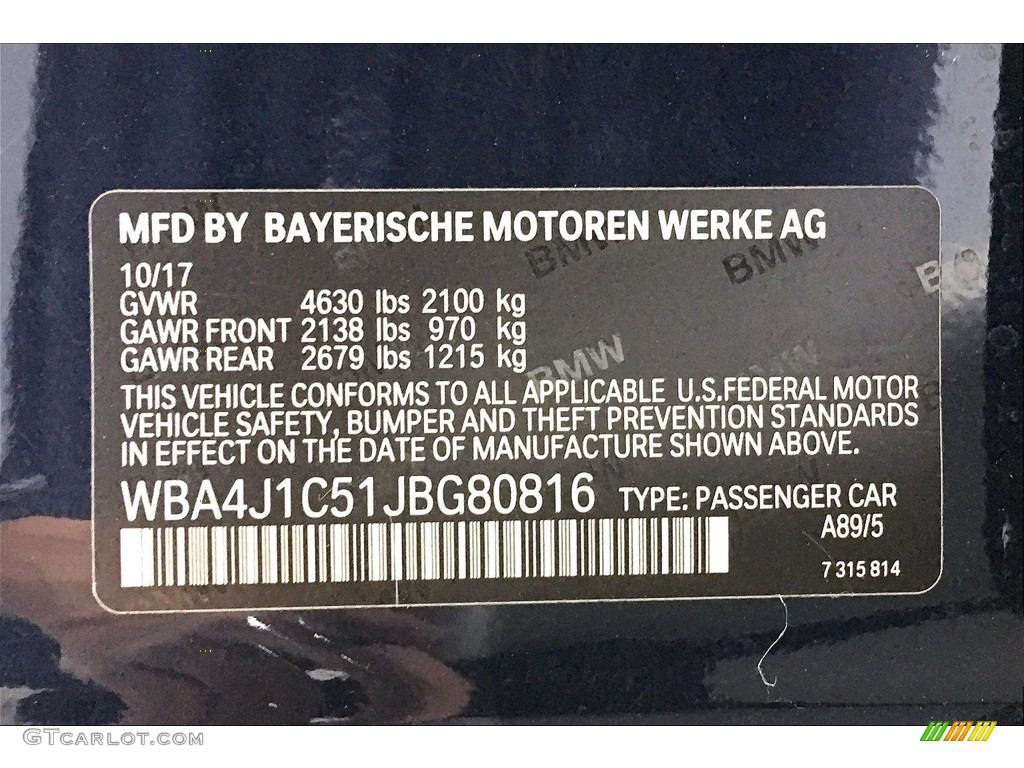 MFD BY BAYERISCHE MOTOREN WERKE AG
10/17
GVWR 4630 lbs 2100 kg
GAWR FRONT 2138 lbs 970 kg
GAWR REAR 2679 lbs 1215 kg
THIS VEHICLE CONFORMS TO ALL APPLICABLE U.S.FEDERAL MOTOR
VEHICLE SAFETY, BUMPER AND THEFT PREVENTION STANDARDS
IN EFFECT ON THE DATE OF MANUFACTURE SHOWN ABOVE.
WBA4J1C51JBG80816 TYPE: PASSENGER CAR
A89/5
7 315 814
BMW
BMW
BMW
GTCARLOT.COM